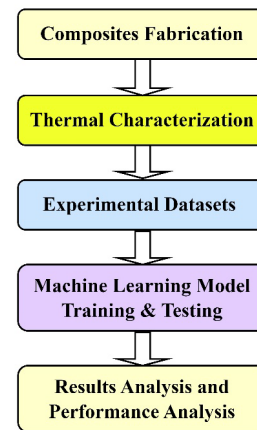 Composites Fabrication
Thermal Characterization
Experimental Datasets
Machine Learning Model
Training & Testing
Results Analysis and
Performance Analysis